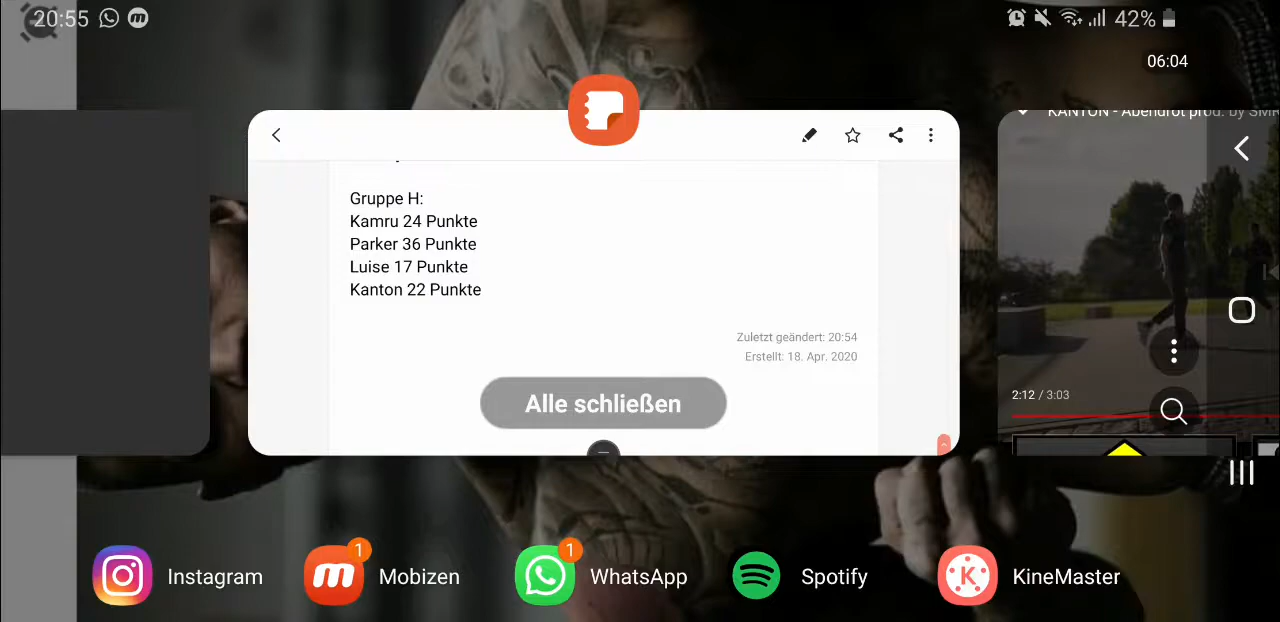 20:55
42%
06:04
KANTON - Abendrot prod. by SMH
Gruppe H:
Kamru 24 Punkte
Parker 36 Punkte
Luise 17 Punkte
Kanton 22 Punkte
Zuletzt geändert: 20:54
Erstellt: 18. Apr. 2020
2:12 / 3:03
Alle schließen
Instagram
1
Mobizen
1
WhatsApp
Spotify
K
KineMaster